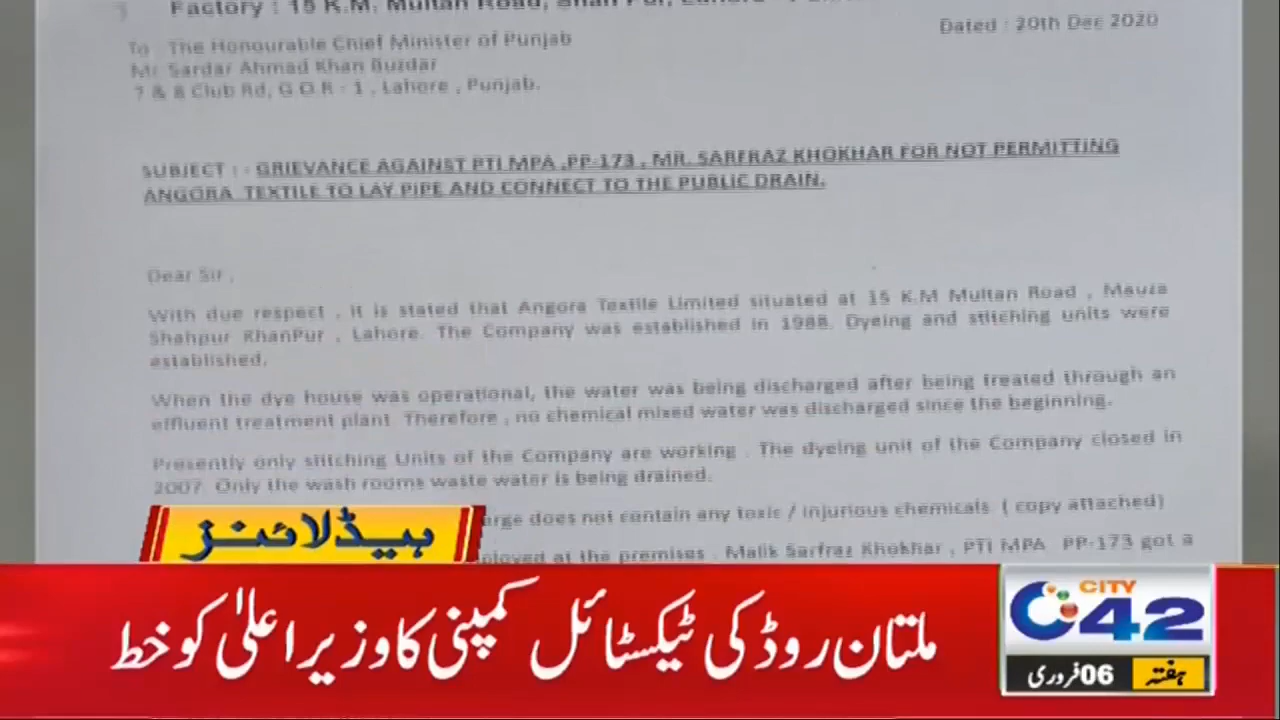 Factory : 15 K.M. Multan Road, Shah Pur, Lahore
Dated : 20th Dec 2020
To The Honourable Chief Minister of Punjab
Mr Sardar Ahmad Khan Buzdar
7 & 8 Club Rd, G.O.R - 1 , Lahore , Punjab.
SUBJECT : - GRIEVANCE AGAINST PTI MPA ,PP-173 , MR. SARFRAZ KHOKHAR FOR NOT PERMITTING
ANGORA TEXTILE TO LAY PIPE AND CONNECT TO THE PUBLIC DRAIN.
Dear Sir ,
With due respect , it is stated that Angora Textile Limited situated at 15 K.M Multan Road , Mauza
Shahpur KhanPur , Lahore. The Company was established in 1988. Dyeing and stitching units were
established.
When the dye house was operational, the water was being discharged after being treated through an
effluent treatment plant. Therefore , no chemical mixed water was discharged since the beginning.
Presently only stitching Units of the Company are working . The dyeing unit of the Company closed in
2007. Only the wash rooms waste water is being drained.
arge does not contain any toxic / injurious chemicals. ( copy attached)
ployed at the premises . Malik Sarfraz Khokhar , PTI MPA PP-173 got a
ہیڈلائنز
ملتان روڈ کی ٹیکسٹائل کمپنی کا وزیراعلیٰ کو خط
CITY
42
ہفتہ 06 فروری